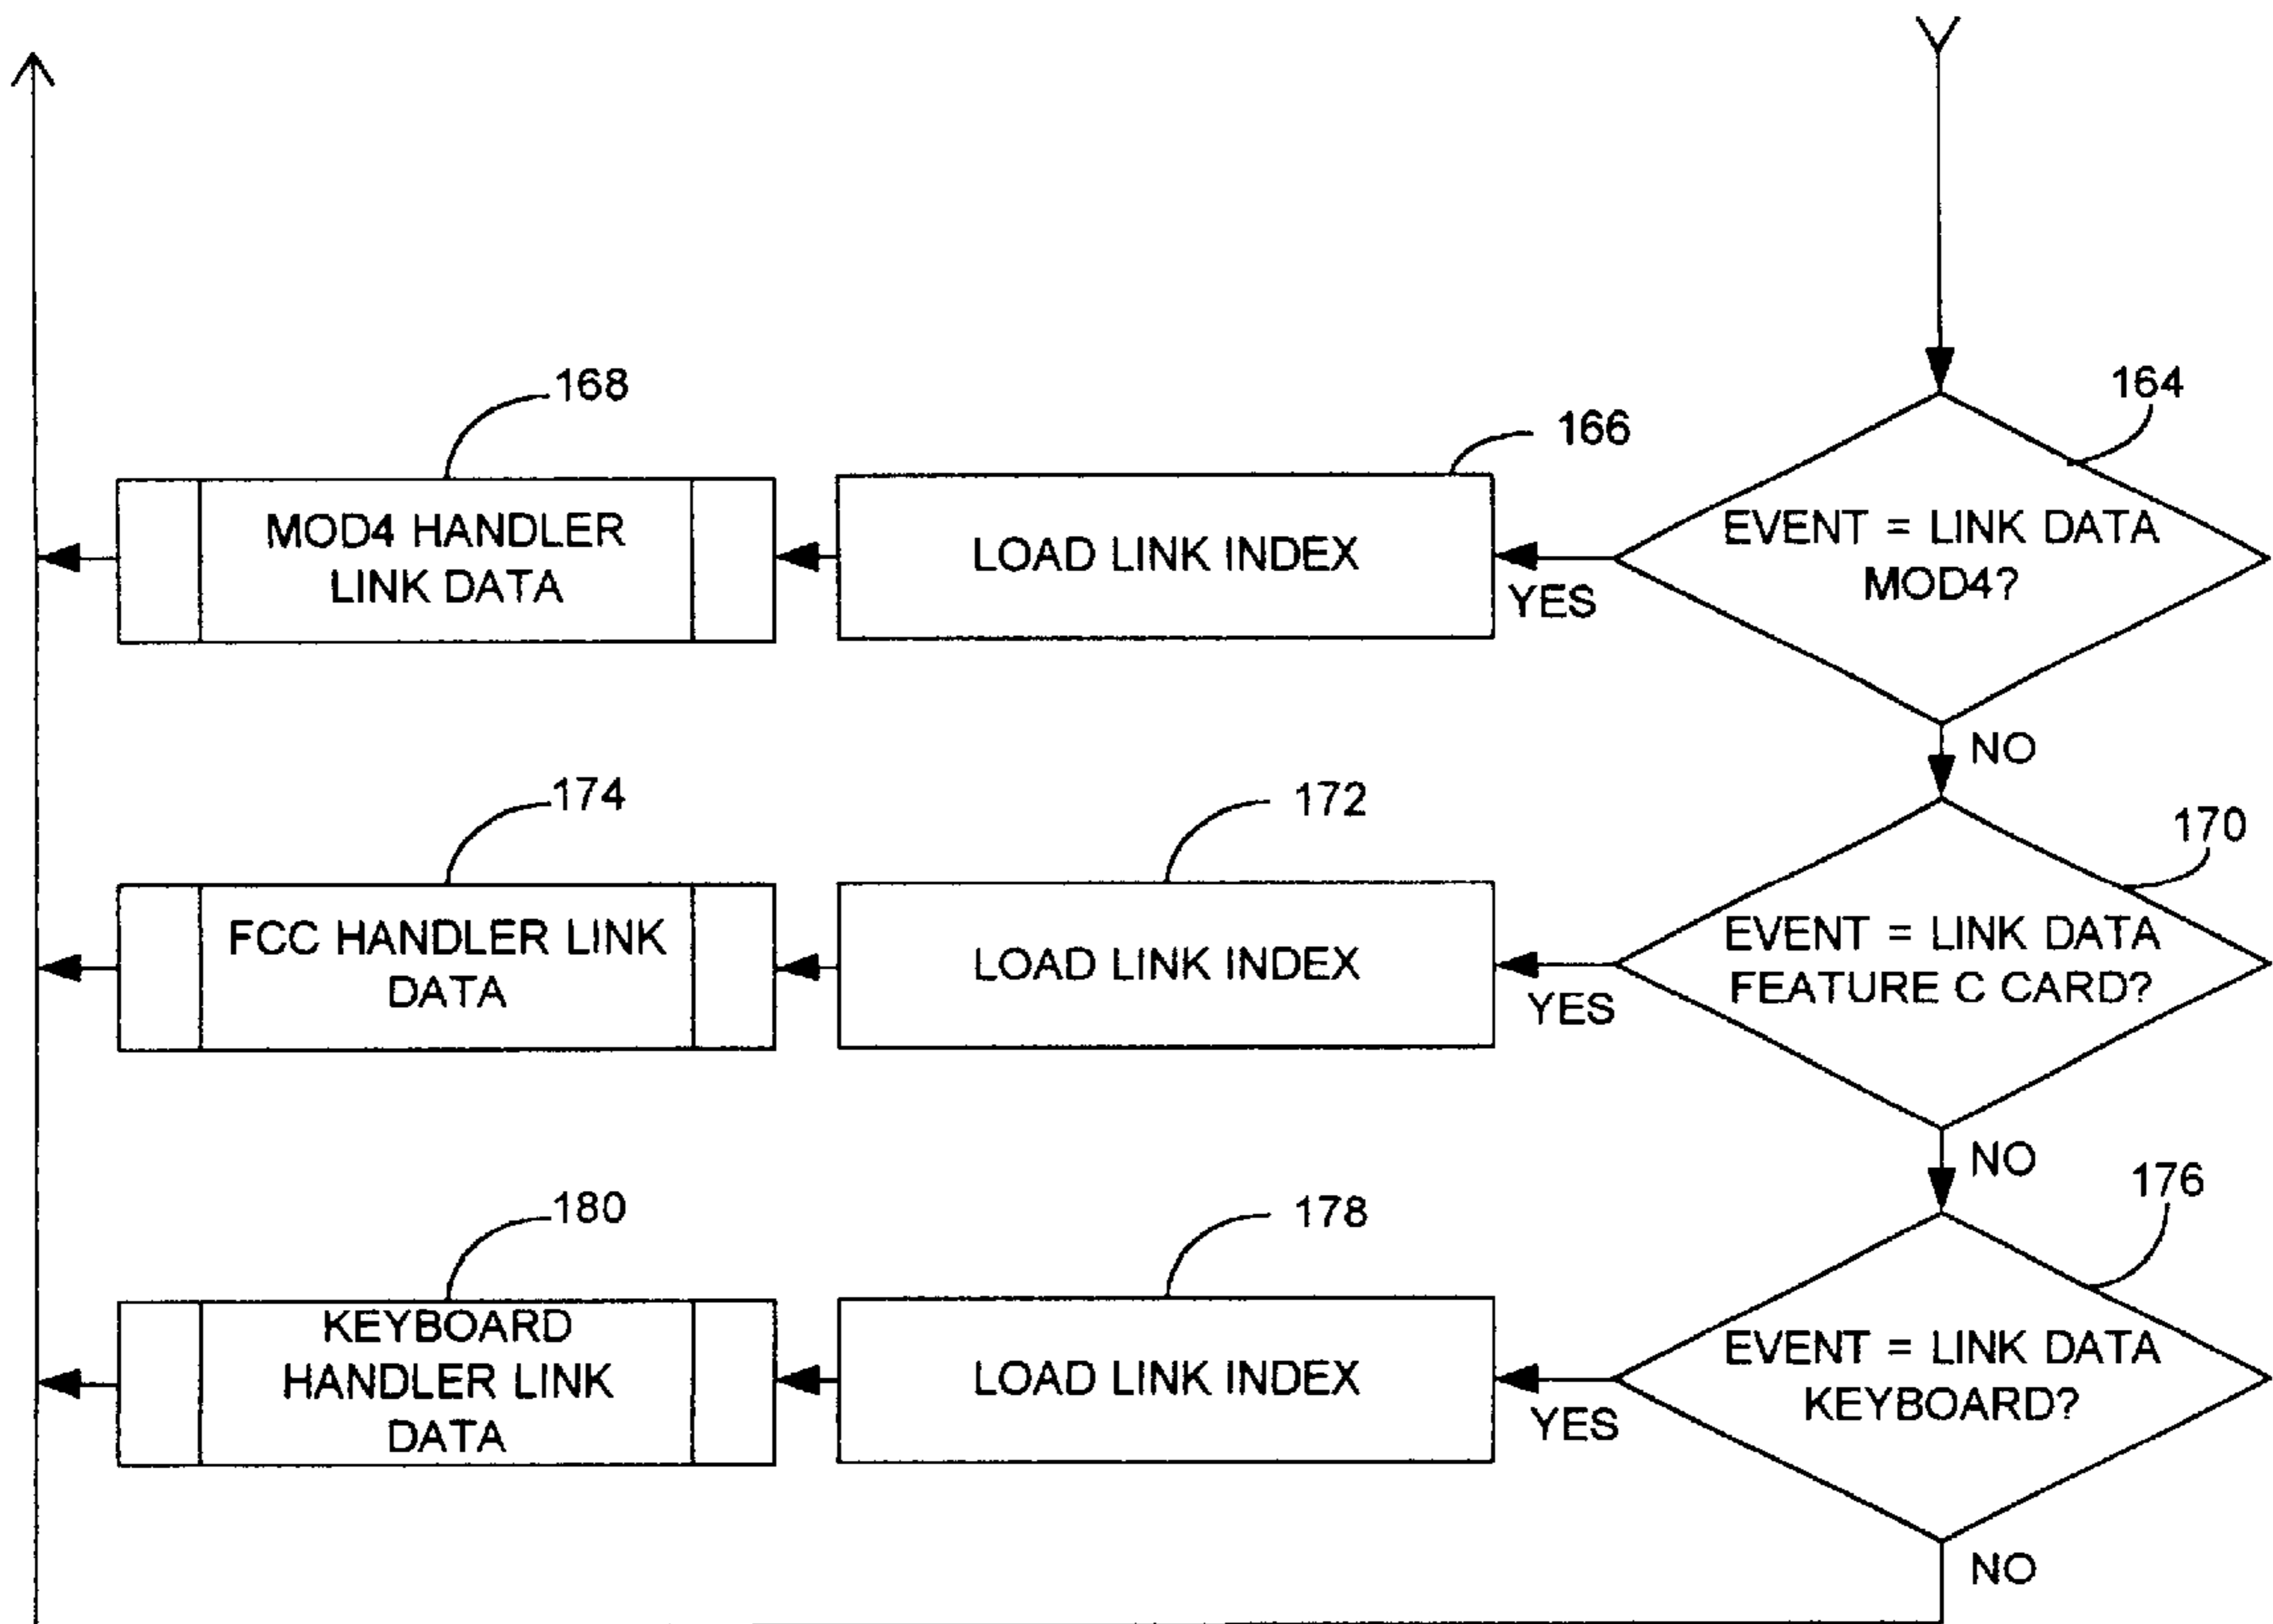 168
166
164
MOD4 HANDLER
LINK DATA
LOAD LINK INDEX
EVENT = LINK DATA
MOD4?
YES
NO
174
172
170
FCC HANDLER LINK
DATA
LOAD LINK INDEX
EVENT = LINK DATA
FEATURE C CARD?
YES
NO
180
178
176
KEYBOARD
HANDLER LINK
DATA
LOAD LINK INDEX
EVENT = LINK DATA
KEYBOARD?
YES
NO